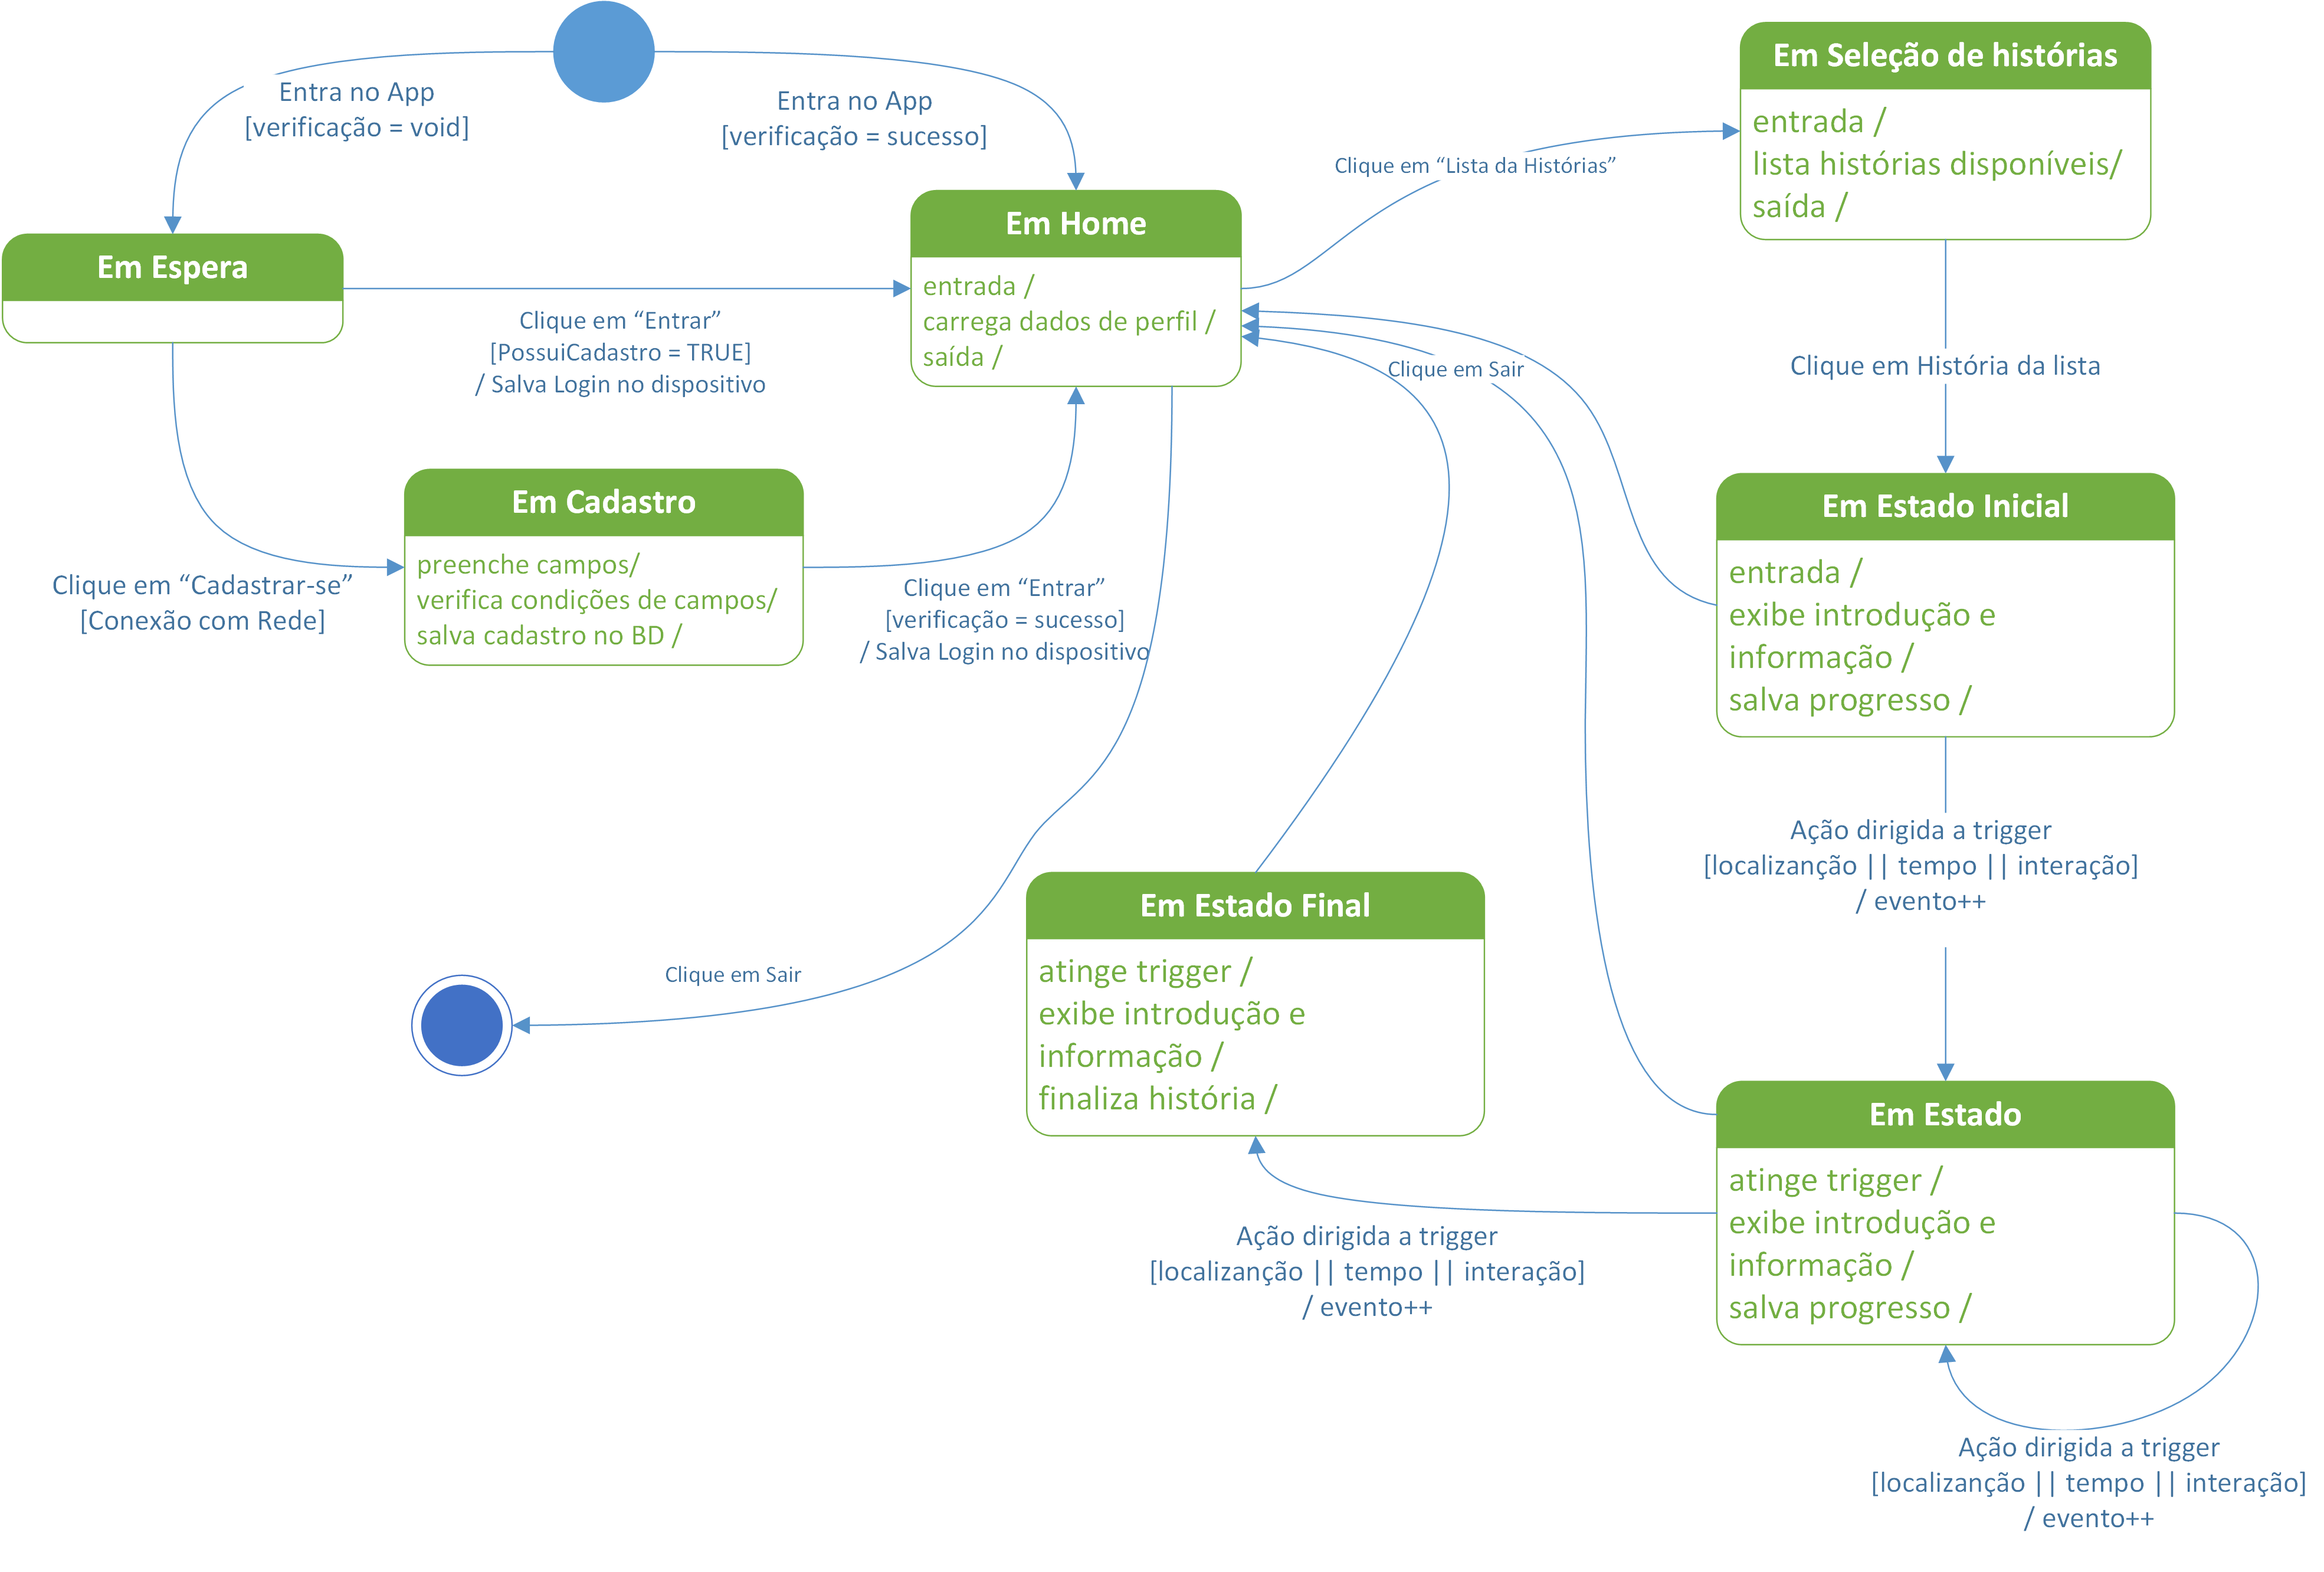 Entra no App
[verificação = void]
Entra no App
[verificação = sucesso]
Em Seleção de histórias
entrada /
lista histórias disponíveis/
saída /
Clique em “Lista da Histórias”
Em Home
entrada /
carrega dados de perfil /
saída /
Em Espera
Clique em “Entrar”
[PossuiCadastro = TRUE]
/ Salva Login no dispositivo
Clique em Sair
Clique em História da lista
Em Cadastro
preenche campos/
verifica condições de campos/
salva cadastro no BD /
Clique em “Cadastrar-se”
[Conexão com Rede]
Clique em “Entrar”
[verificação = sucesso]
/ Salva Login no dispositivo
Em Estado Inicial
entrada /
exibe introdução e
informação /
salva progresso /
Ação dirigida a trigger
[localizanção || tempo || interação]
/ evento++
Em Estado Final
atinge trigger /
exibe introdução e
informação /
finaliza história /
Clique em Sair
Em Estado
atinge trigger /
exibe introdução e
informação /
salva progresso /
Ação dirigida a trigger
[localizanção || tempo || interação]
/ evento++
Ação dirigida a trigger
[localizanção || tempo || interação]
/ evento++